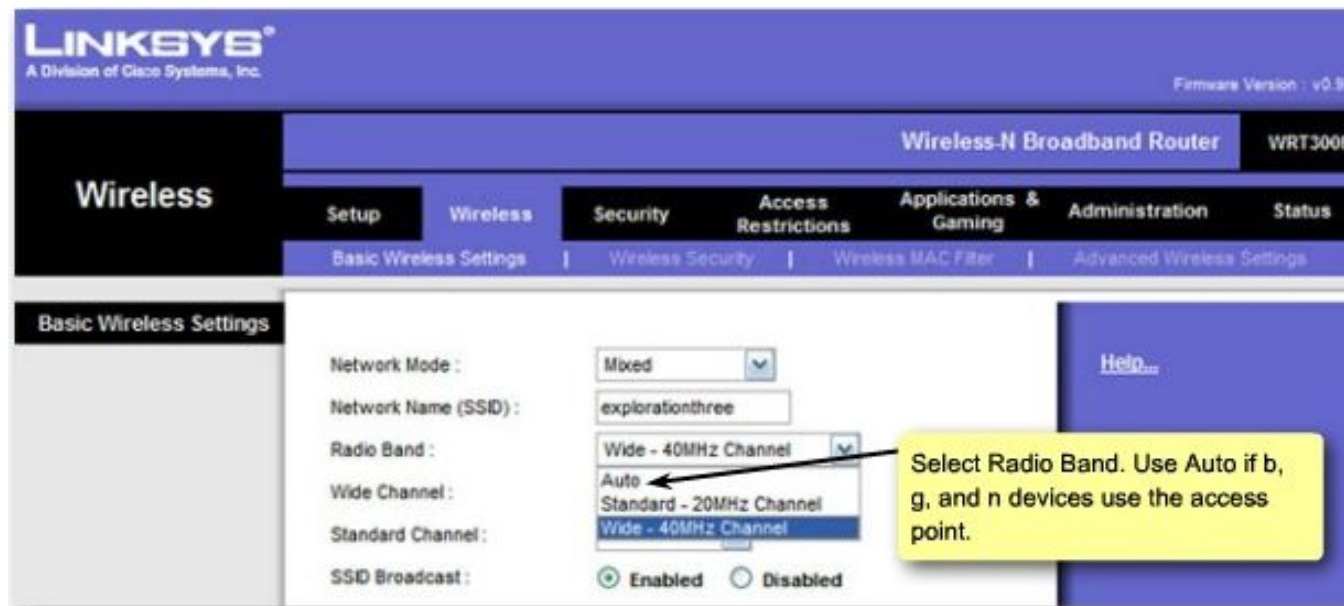 LINKSYS®
A Division of Cisco Systems, Inc.
Firmware Version : v0.9
Wireless-N Broadband Router
WRT300
Wireless
Setup
Wireless
Security
Access
Restrictions
Applications &
Gaming
Administration
Status
Basic Wireless Settings | Wireless Security | Wireless MAC Filter | Advanced Wireless Settings
Basic Wireless Settings
Network Mode : Mixed
Network Name (SSID) : explorationthree
Radio Band : Wide - 40MHz Channel
Auto
Wide Channel :
Standard - 20MHz Channel
Wide - 40MHz Channel
Standard Channel :
SSID Broadcast : Enabled Disabled
Help...
Select Radio Band. Use Auto if b,
g, and n devices use the access
point.